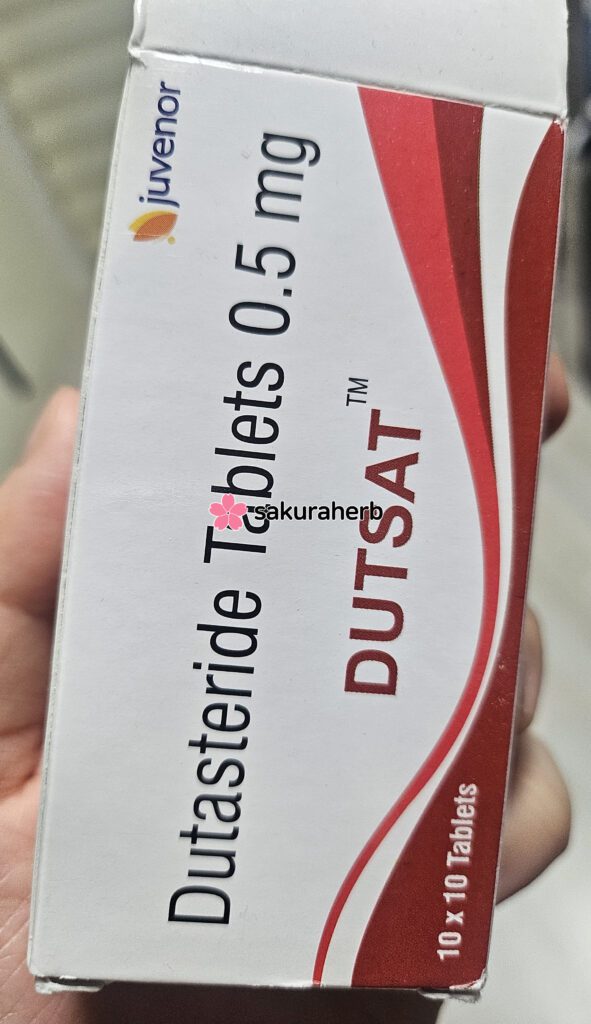 juvenor
Dutasteride Tablets 0.5 mg
sakuraherb
DUTSAT™
10 x 10 Tablets